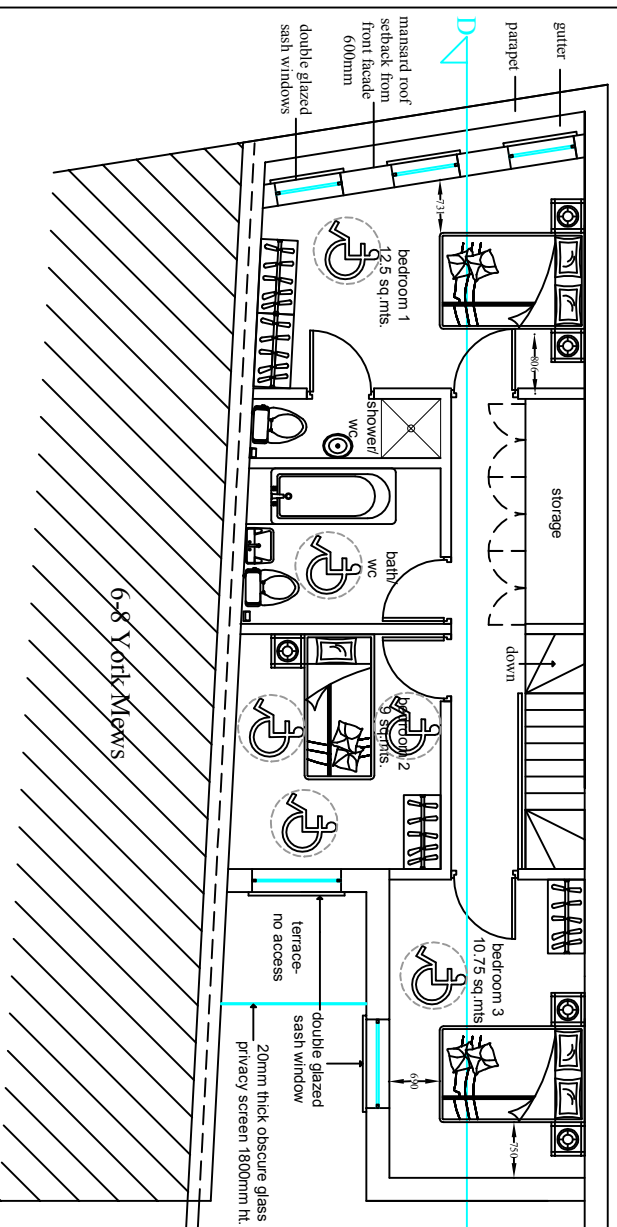 gutter
parapet
D
mansard roof
setback from
front facade
600mm
double glazed
sash windows
731
bedroom 1
12.5 sq.mts.
806
shower/
wc
storage
bath/
wc
down
bedroom 2
9 sq.mts.
6-8 York Mews
bedroom 3
10.75 sq.mts
terrace-
no access
double glazed
sash window
690
750
20mm thick obscure glass
privacy screen 1800mm ht.